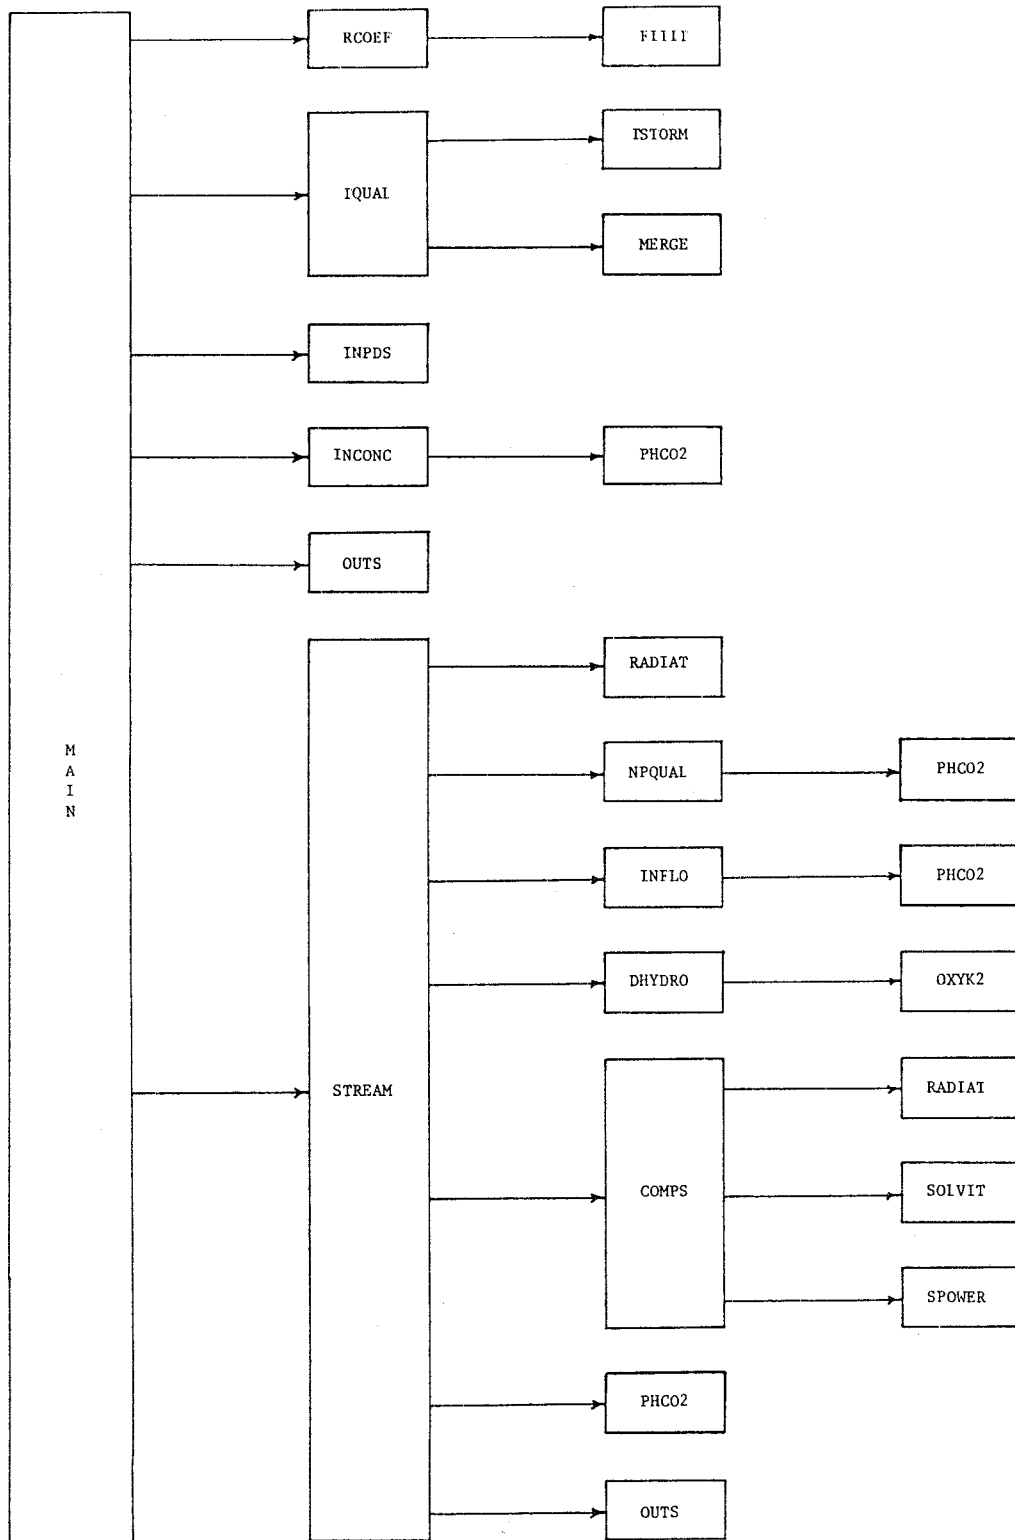 RCOEF
IQUAL
TSTORM
MERGE
INPDS
INCONC
PHCO2
OUTS
MAIN
STREAM
RADIAT
NPQUAL
PHCO2
INFLO
PHCO2
DHYDRO
OXYK2
COMPS
RADIAT
SOLVIT
SPOWER
PHCO2
OUTS